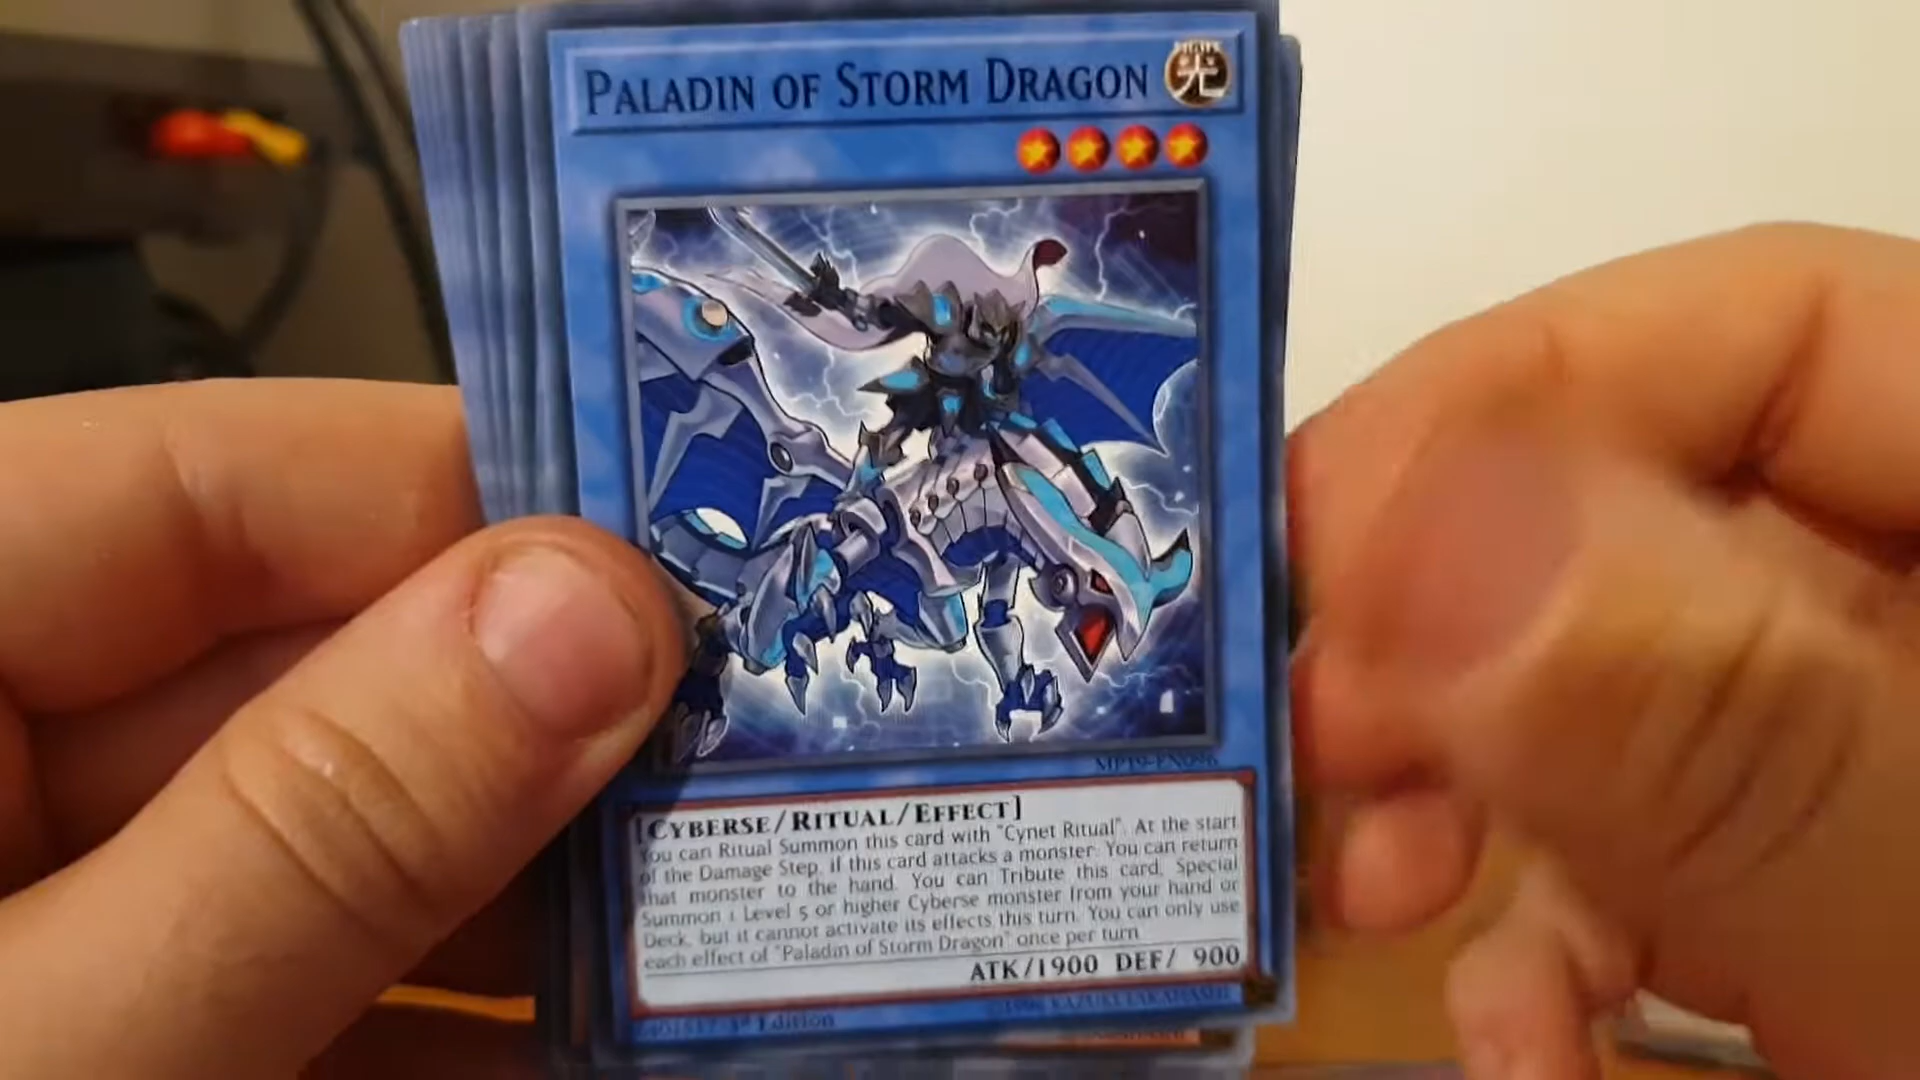 PALADIN OF STORM DRAGON
LIGHT
光
[CYBERSE/RITUAL/EFFECT]
You can Ritual Summon this card with "Cynet Ritual". At the start
of the Damage Step, if this card attacks a monster: You can return
that monster to the hand. You can Tribute this card; Special
Summon 1 Level 5 or higher Cyberse monster from your hand or
Deck, but it cannot activate its effects this turn. You can only use
each effect of "Paladin of Storm Dragon" once per turn.
ATK/1900 DEF/ 900
1st Edition
©1996 KAZUKI TAKAHASHI